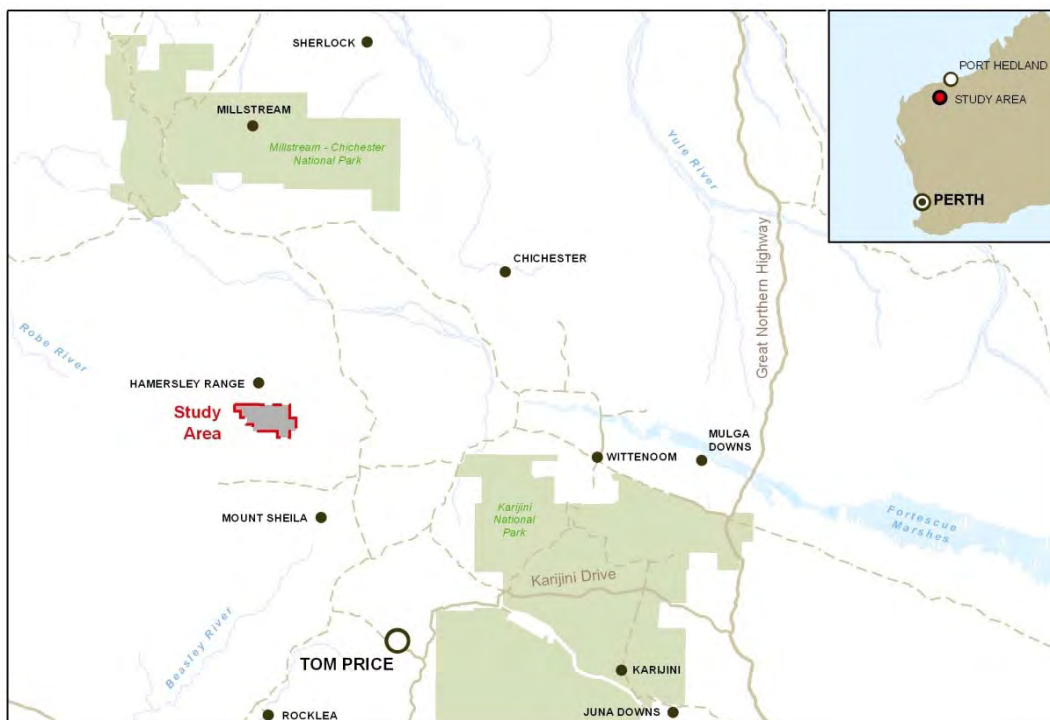 SHERLOCK
PORT HEDLAND
STUDY AREA
MILLSTREAM
Millstream - Chichester
National Park
Yule River
PERTH
CHICHESTER
Great Northern Highway
Robe River
HAMERSLEY RANGE
Study
Area
MULGA
DOWNS
WITTENOOM
Karijini
National
Park
MOUNT SHEILA
Fortescue
Marshes
Karijini Drive
Beasley River
TOM PRICE
KARIJINI
ROCKLEA
JUNA DOWNS